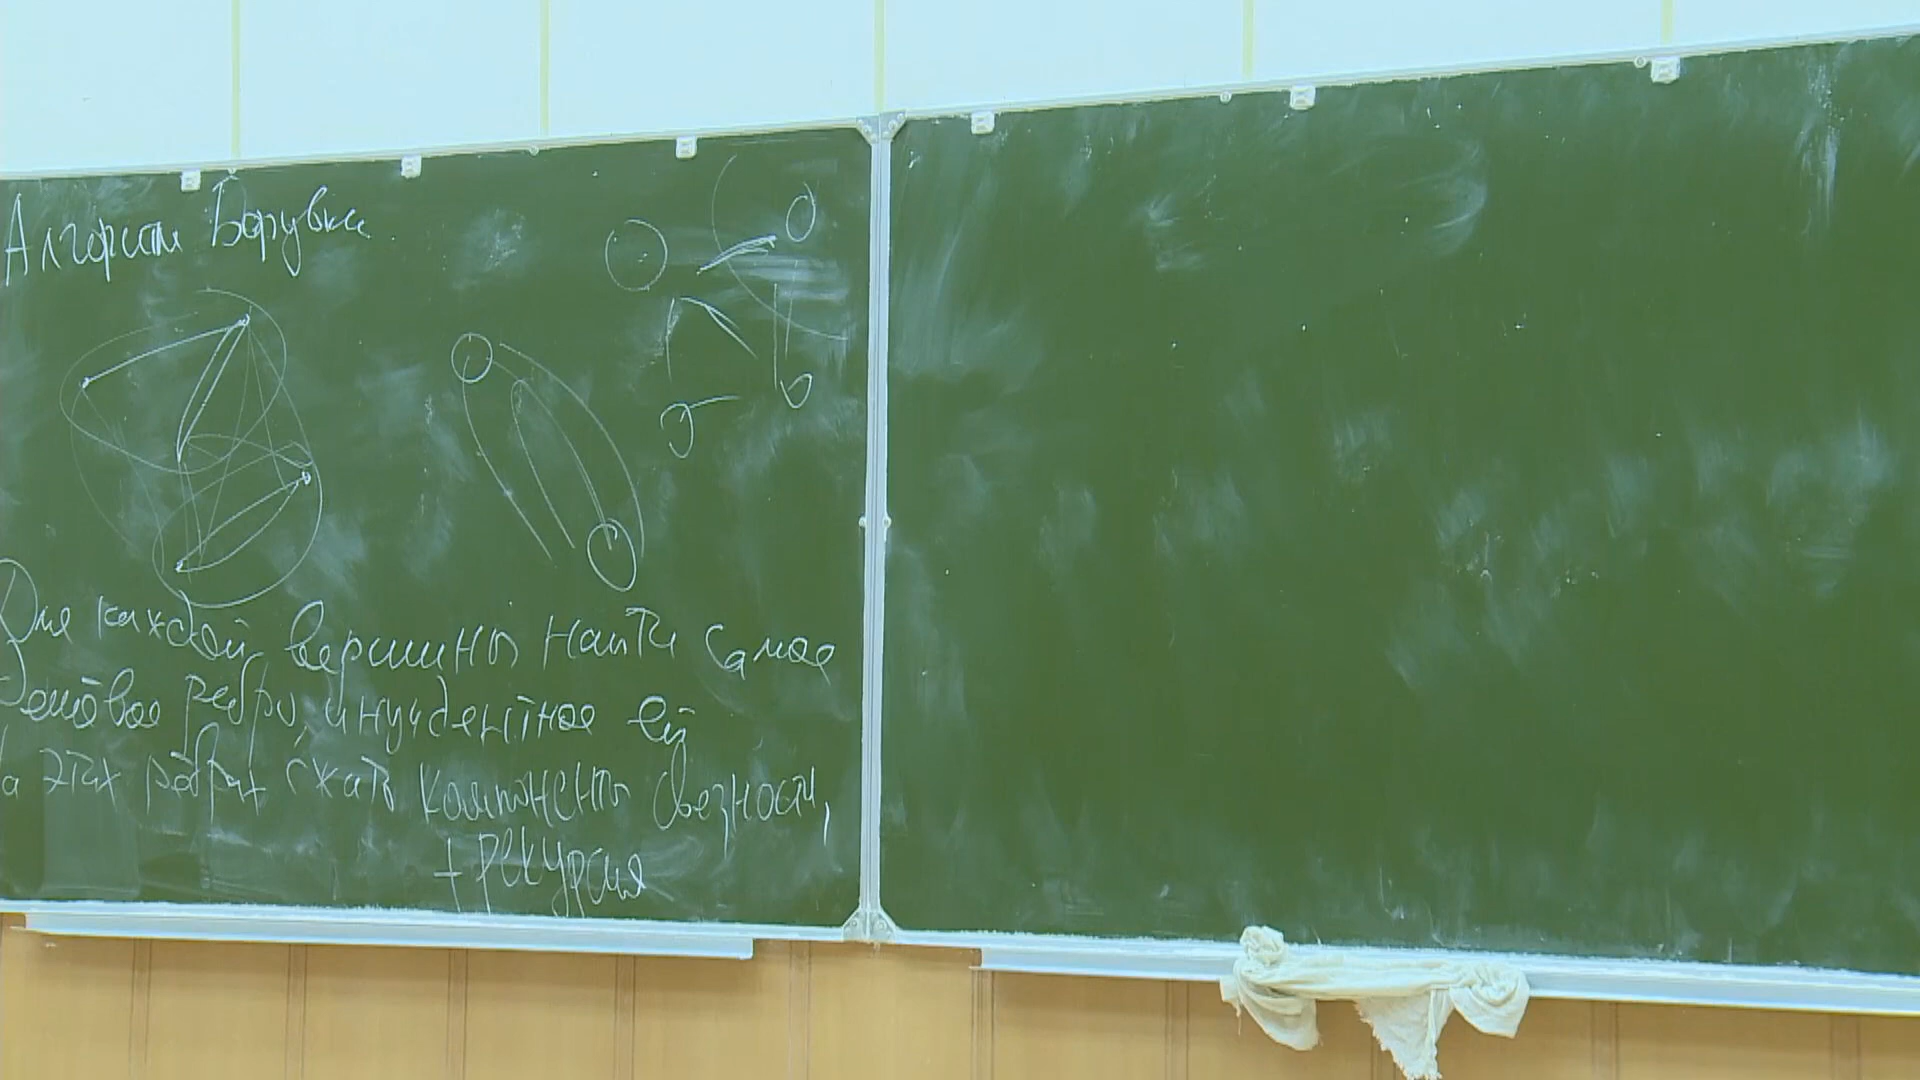 Алгоритм Борувки
Для каждой вершины найти самое
дешёвое ребро, инцидентное ей
На этих рёбрах сжать компоненты связности,
+ рекурсия